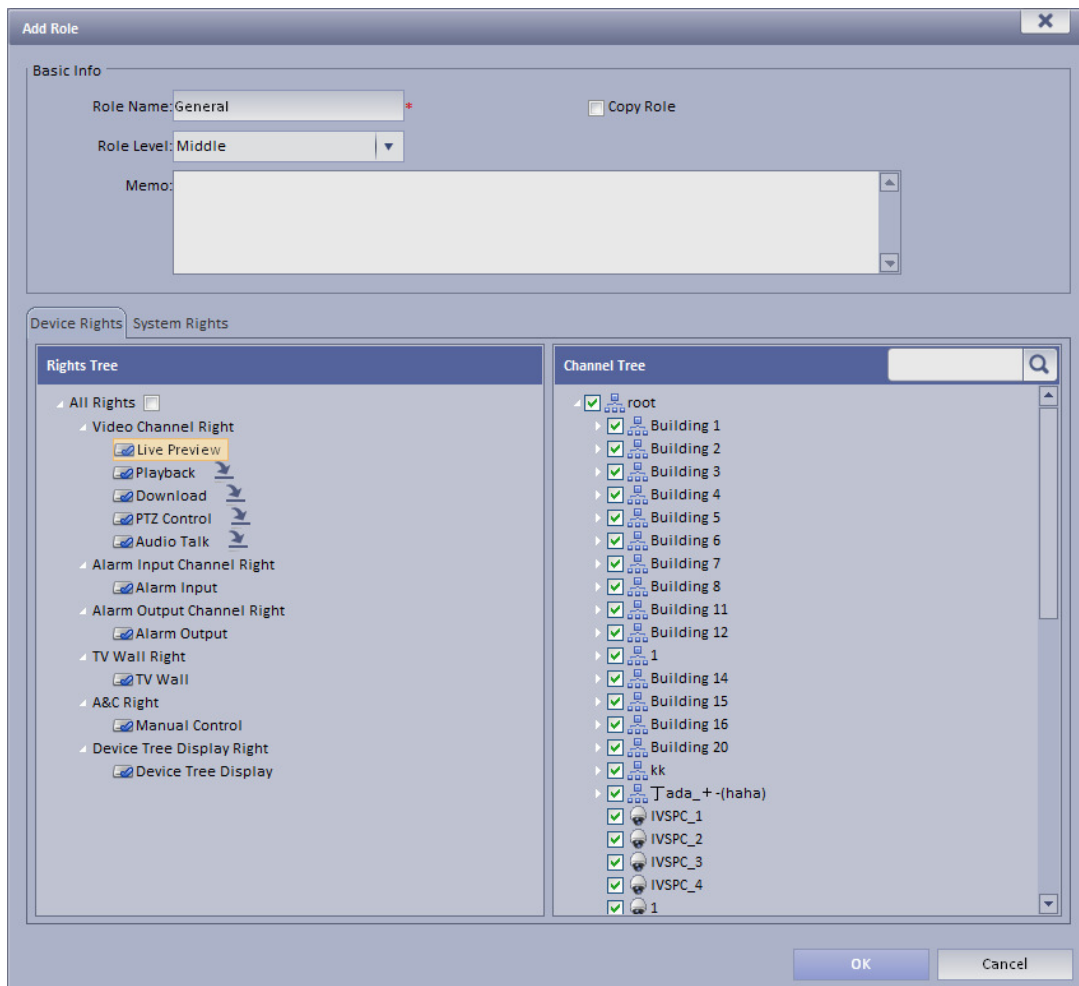 Add Role
Basic Info
Role Name: General *
Copy Role
Role Level: Middle
Memo:
Device Rights System Rights
Rights Tree
All Rights
Video Channel Right
Live Preview
Playback
Download
PTZ Control
Audio Talk
Alarm Input Channel Right
Alarm Input
Alarm Output Channel Right
Alarm Output
TV Wall Right
TV Wall
A&C Right
Manual Control
Device Tree Display Right
Device Tree Display
Channel Tree
root
Building 1
Building 2
Building 3
Building 4
Building 5
Building 6
Building 7
Building 8
Building 11
Building 12
1
Building 14
Building 15
Building 16
Building 20
kk
丅ada_+-(haha)
IVSPC_1
IVSPC_2
IVSPC_3
IVSPC_4
1
OK
Cancel